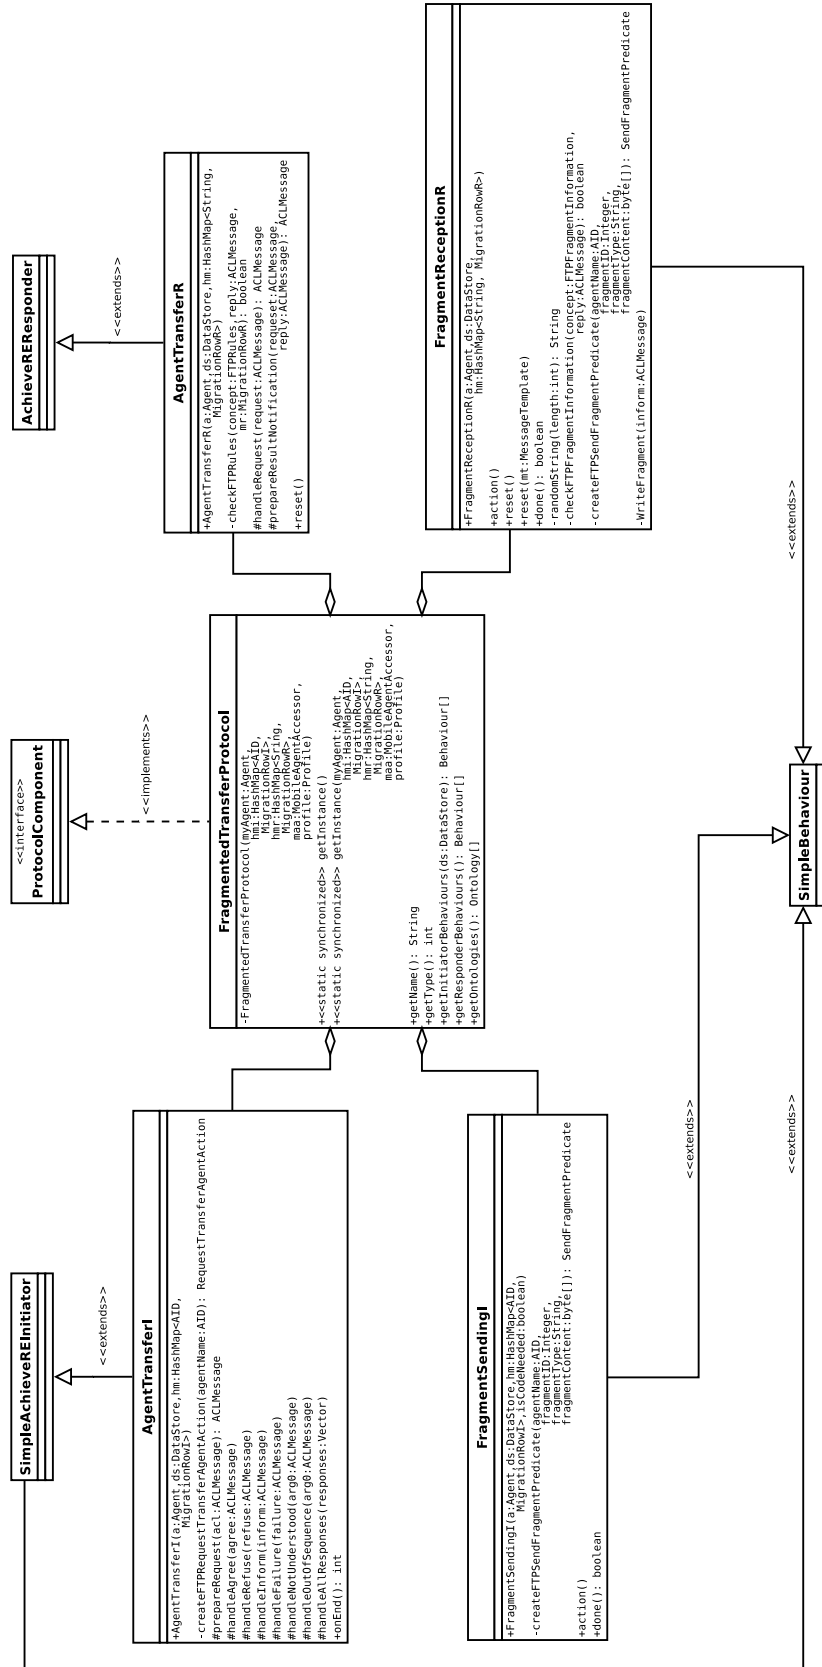 SimpleAchieveREInitiator
<<interface>>
ProtocolComponent
AchieveREResponder
<<extends>>
<<implements>>
<<extends>>
AgentTransferI
+AgentTransferI(a:Agent,ds:DataStore,hm:HashMap<AID,
MigrationRowI>)
-createFTPRequestTransferAgentAction(agentName:AID): RequestTransferAgentAction
#prepareRequest(acl:ACLMessage): ACLMessage
#handleAgree(agree:ACLMessage)
#handleRefuse(refuse:ACLMessage)
#handleInform(inform:ACLMessage)
#handleFailure(failure:ACLMessage)
#handleNotUnderstood(arg0:ACLMessage)
#handleOutOfSequence(arg0:ACLMessage)
#handleAllResponses(responses:Vector)
+onEnd(): int
FragmentedTransferProtocol
-FragmentedTransferProtocol(myAgent:Agent,
hmi:HashMap<AID,
MigrationRowI>,
hmr:HashMap<Sring,
MigrationRowR>,
maa:MobileAgentAccessor,
profile:Profile)
+<<static synchronized>> getInstance()
+<<static synchronized>> getInstance(myAgent:Agent,
hmi:HashMap<AID,
MigrationRowI>,
hmr:HashMap<String,
MigrationRowR>,
maa:MobileAgentAccessor,
profile:Profile)
+getName(): String
+getType(): int
+getInitiatorBehaviours(ds:DataStore): Behaviour[]
+getResponderBehaviours(): Behaviour[]
+getOntologies(): Ontology[]
AgentTransferR
+AgentTransferR(a:Agent,ds:DataStore,hm:HashMap<String,
MigrationRowR>)
-checkFTPRules(concept:FTPRules,reply:ACLMessage,
mr:MigrationRowR): boolean
#handleRequest(request:ACLMessage): ACLMessage
#prepareResultNotification(requeset:ACLMessage,
reply:ACLMessage): ACLMessage
+reset()
FragmentSendingI
+FragmentSendingI(a:Agent,ds:DataStore,hm:HashMap<AID,
MigrationRowI>,isCodeNeeded:boolean)
-createFTPSendFragmentPredicate(agentName:AID,
fragmentID:Integer,
fragmentType:String,
fragmentContent:byte[]): SendFragmentPredicate
+action()
+done(): boolean
FragmentReceptionR
+FragmentReceptionR(a:Agent,ds:DataStore,
hm:HashMap<String, MigrationRowR>)
+action()
+reset()
+reset(mt:MessageTemplate)
+done(): boolean
-randomString(length:int): String
-checkFTPFragmentInformation(concept:FTPFragmentInformation,
reply:ACLMessage): boolean
-createFTPSendFragmentPredicate(agentName:AID,
fragmentID:Integer,
fragmentType:String,
fragmentContent:byte[]): SendFragmentPredicate
-WriteFragment(inform:ACLMessage)
<<extends>>
<<extends>>
<<extends>>
SimpleBehaviour